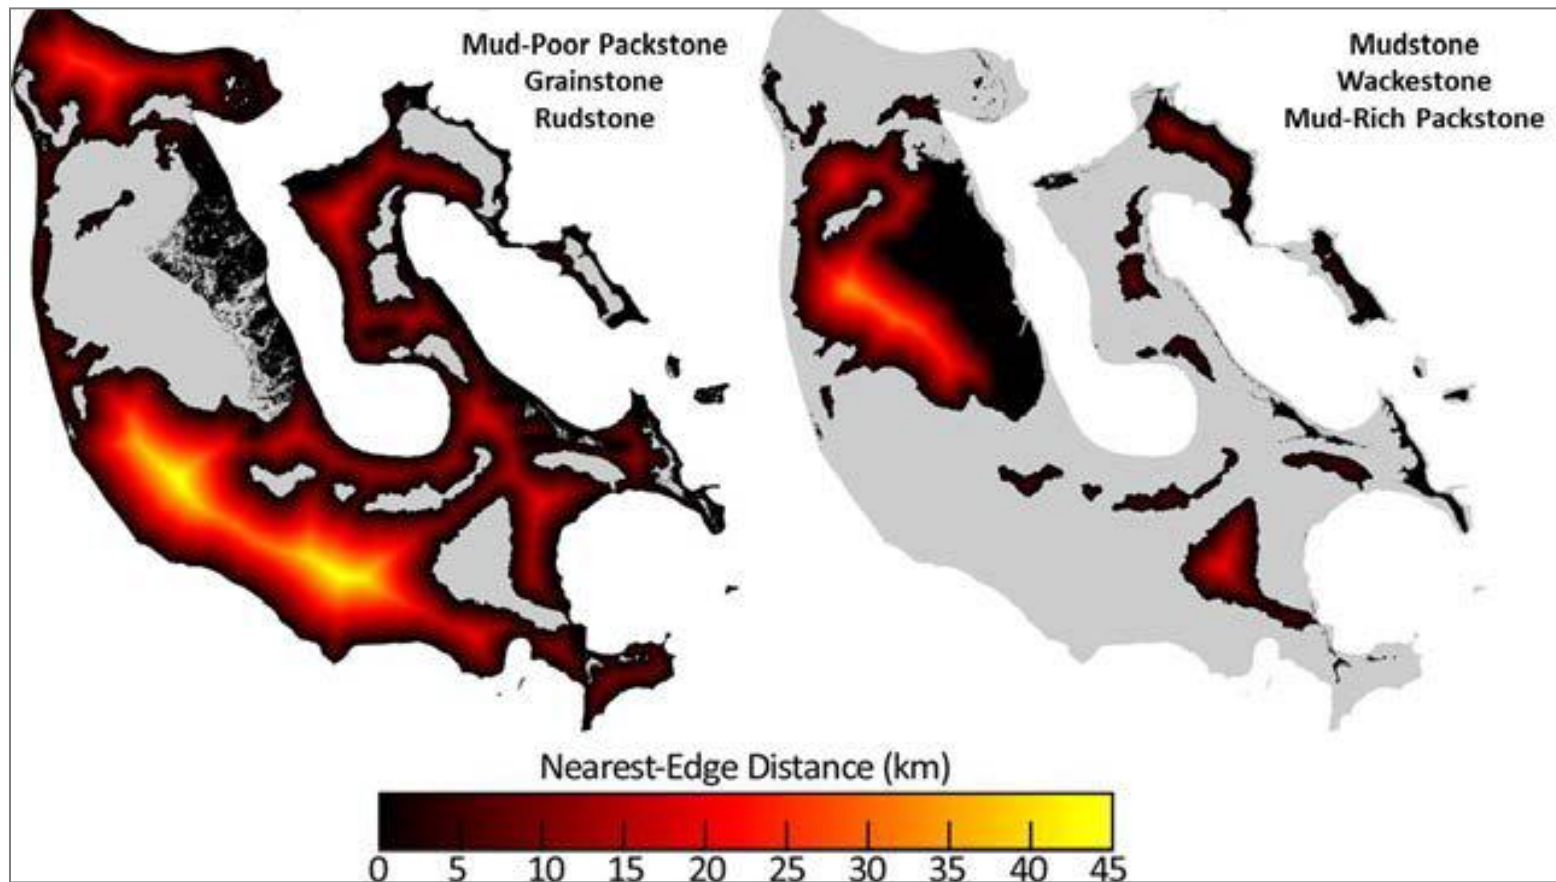 Mud-Poor Packstone
Grainstone
Rudstone
Mudstone
Wackestone
Mud-Rich Packstone
Nearest-Edge Distance (km)
0 5 10 15 20 25 30 35 40 45